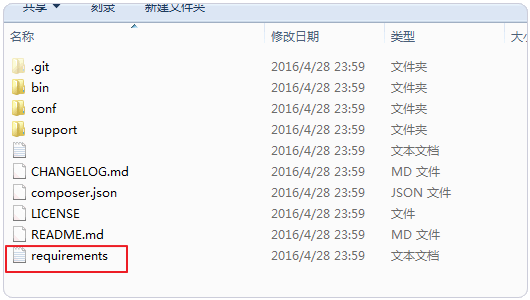 共享 刻录 新建文件夹
名称 修改日期 类型 大小
.git 2016/4/28 23:59 文件夹
bin 2016/4/28 23:59 文件夹
conf 2016/4/28 23:59 文件夹
support 2016/4/28 23:59 文件夹
2016/4/28 23:59 文本文档
CHANGELOG.md 2016/4/28 23:59 MD 文件
composer.json 2016/4/28 23:59 JSON 文件
LICENSE 2016/4/28 23:59 文件
README.md 2016/4/28 23:59 MD 文件
requirements 2016/4/28 23:59 文本文档